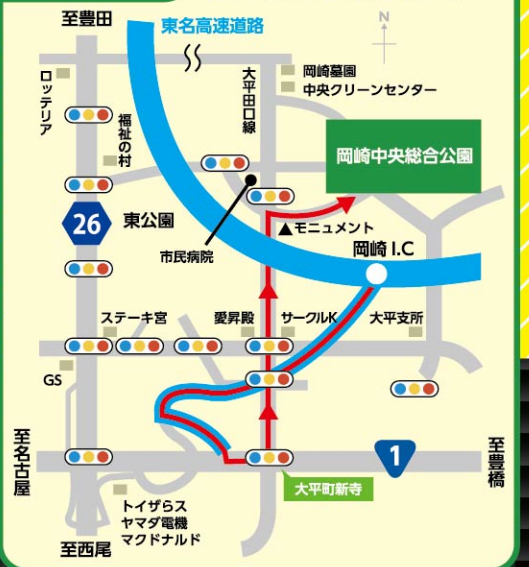 至豊田
東名高速道路
N
ロッテリア
大平田口線
岡崎墓園
中央クリーンセンター
福祉の村
岡崎中央総合公園
26
東公園
市民病院
▲モニュメント
岡崎I.C
ステーキ宮
愛昇殿
サークルK
大平支所
GS
至名古屋
1
至豊橋
大平町新寺
トイザらス
ヤマダ電機
マクドナルド
至西尾